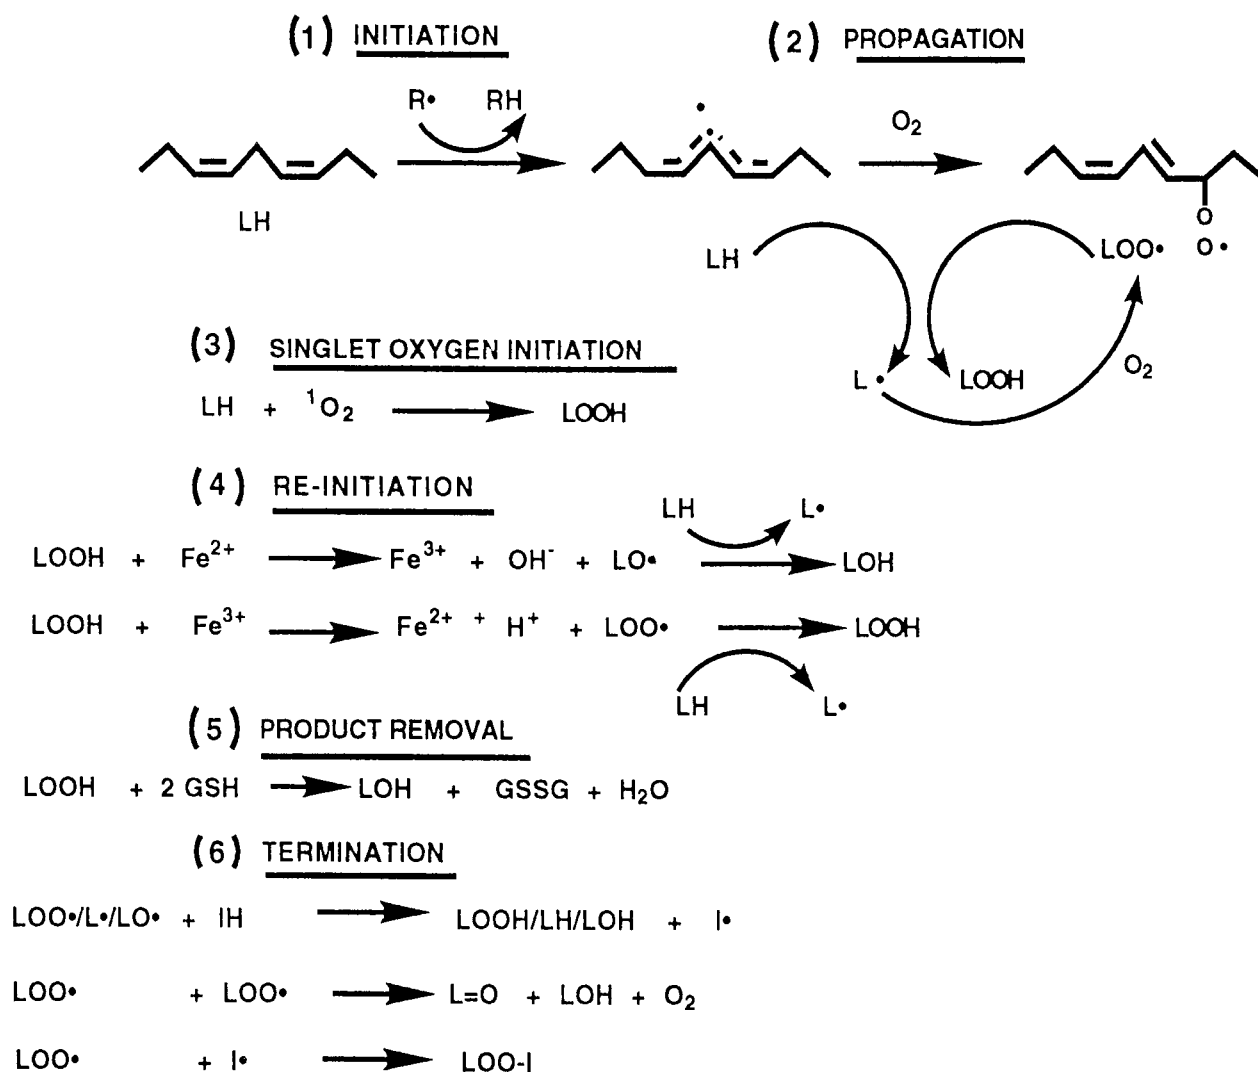 (1) INITIATION
(2) PROPAGATION
R• RH
O₂
LH
O
O •
LH
LOO•
L • LOOH
O₂
(3) SINGLET OXYGEN INITIATION
LH + ¹O₂ LOOH
(4) RE-INITIATION
LH L•
LOOH + Fe²⁺ Fe³⁺ + OH⁻ + LO• LOH
LOOH + Fe³⁺ Fe²⁺ + H⁺ + LOO• LOOH
LH L•
(5) PRODUCT REMOVAL
LOOH + 2 GSH LOH + GSSG + H₂O
(6) TERMINATION
LOO•/L•/LO• + IH LOOH/LH/LOH + I•
LOO• + LOO• L=O + LOH + O₂
LOO• + I• LOO-I